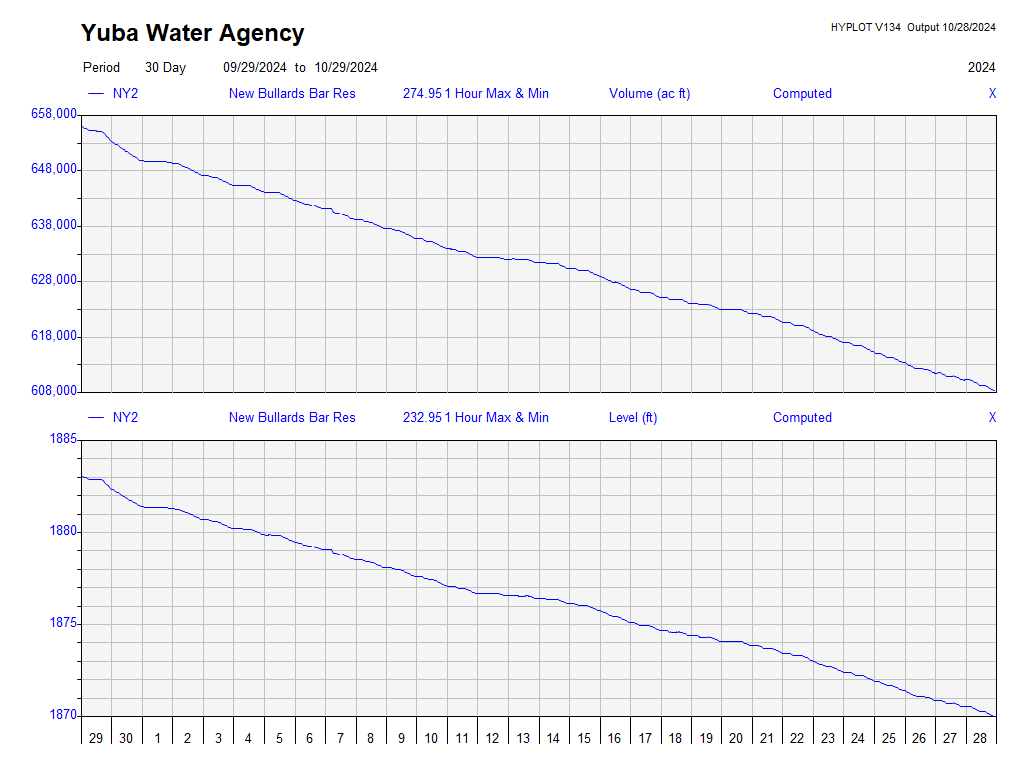 Yuba Water Agency
HYPLOT V134 Output 10/28/2024
Period 30 Day 09/29/2024 to 10/29/2024 2024
NY2 New Bullards Bar Res 274.95 1 Hour Max & Min Volume (ac ft) Computed X
658,000
648,000
638,000
628,000
618,000
608,000
NY2 New Bullards Bar Res 232.95 1 Hour Max & Min Level (ft) Computed X
1885
1880
1875
1870
29 30 1 2 3 4 5 6 7 8 9 10 11 12 13 14 15 16 17 18 19 20 21 22 23 24 25 26 27 28